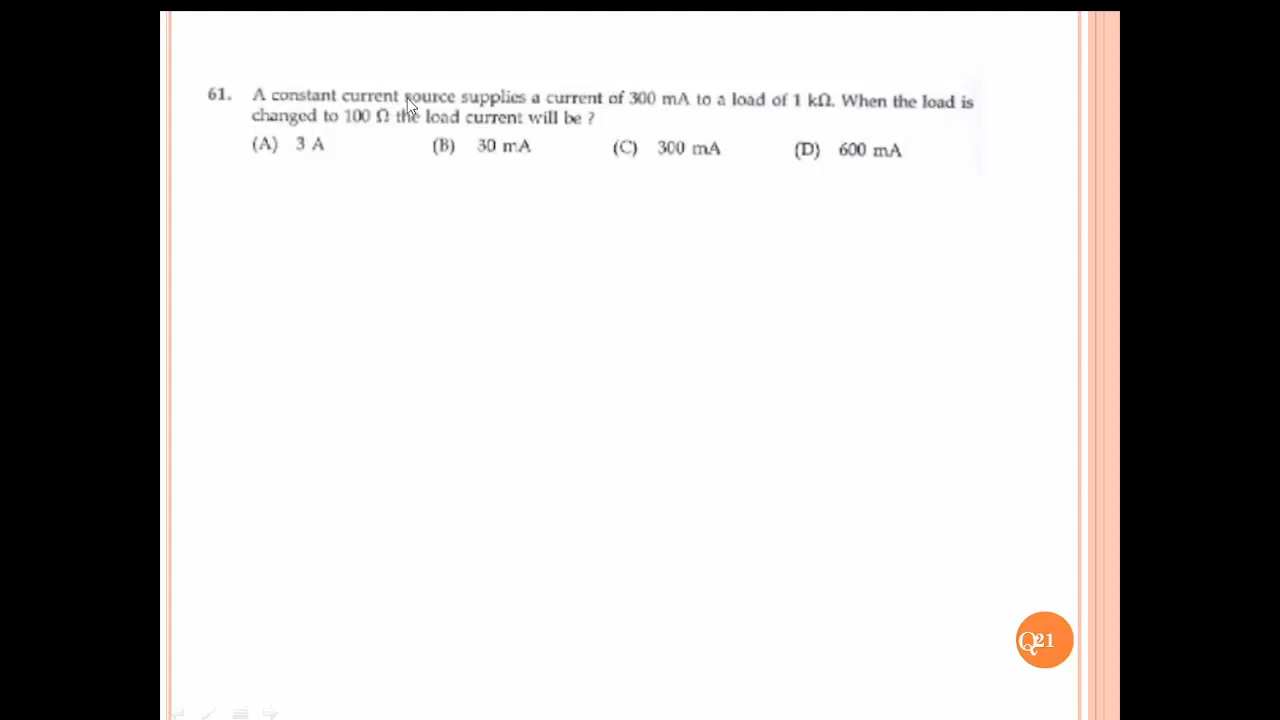 61. A constant current source supplies a current of 300 mA to a load of 1 kΩ. When the load is
changed to 100 Ω the load current will be ?
(A) 3 A (B) 30 mA (C) 300 mA (D) 600 mA
Q21